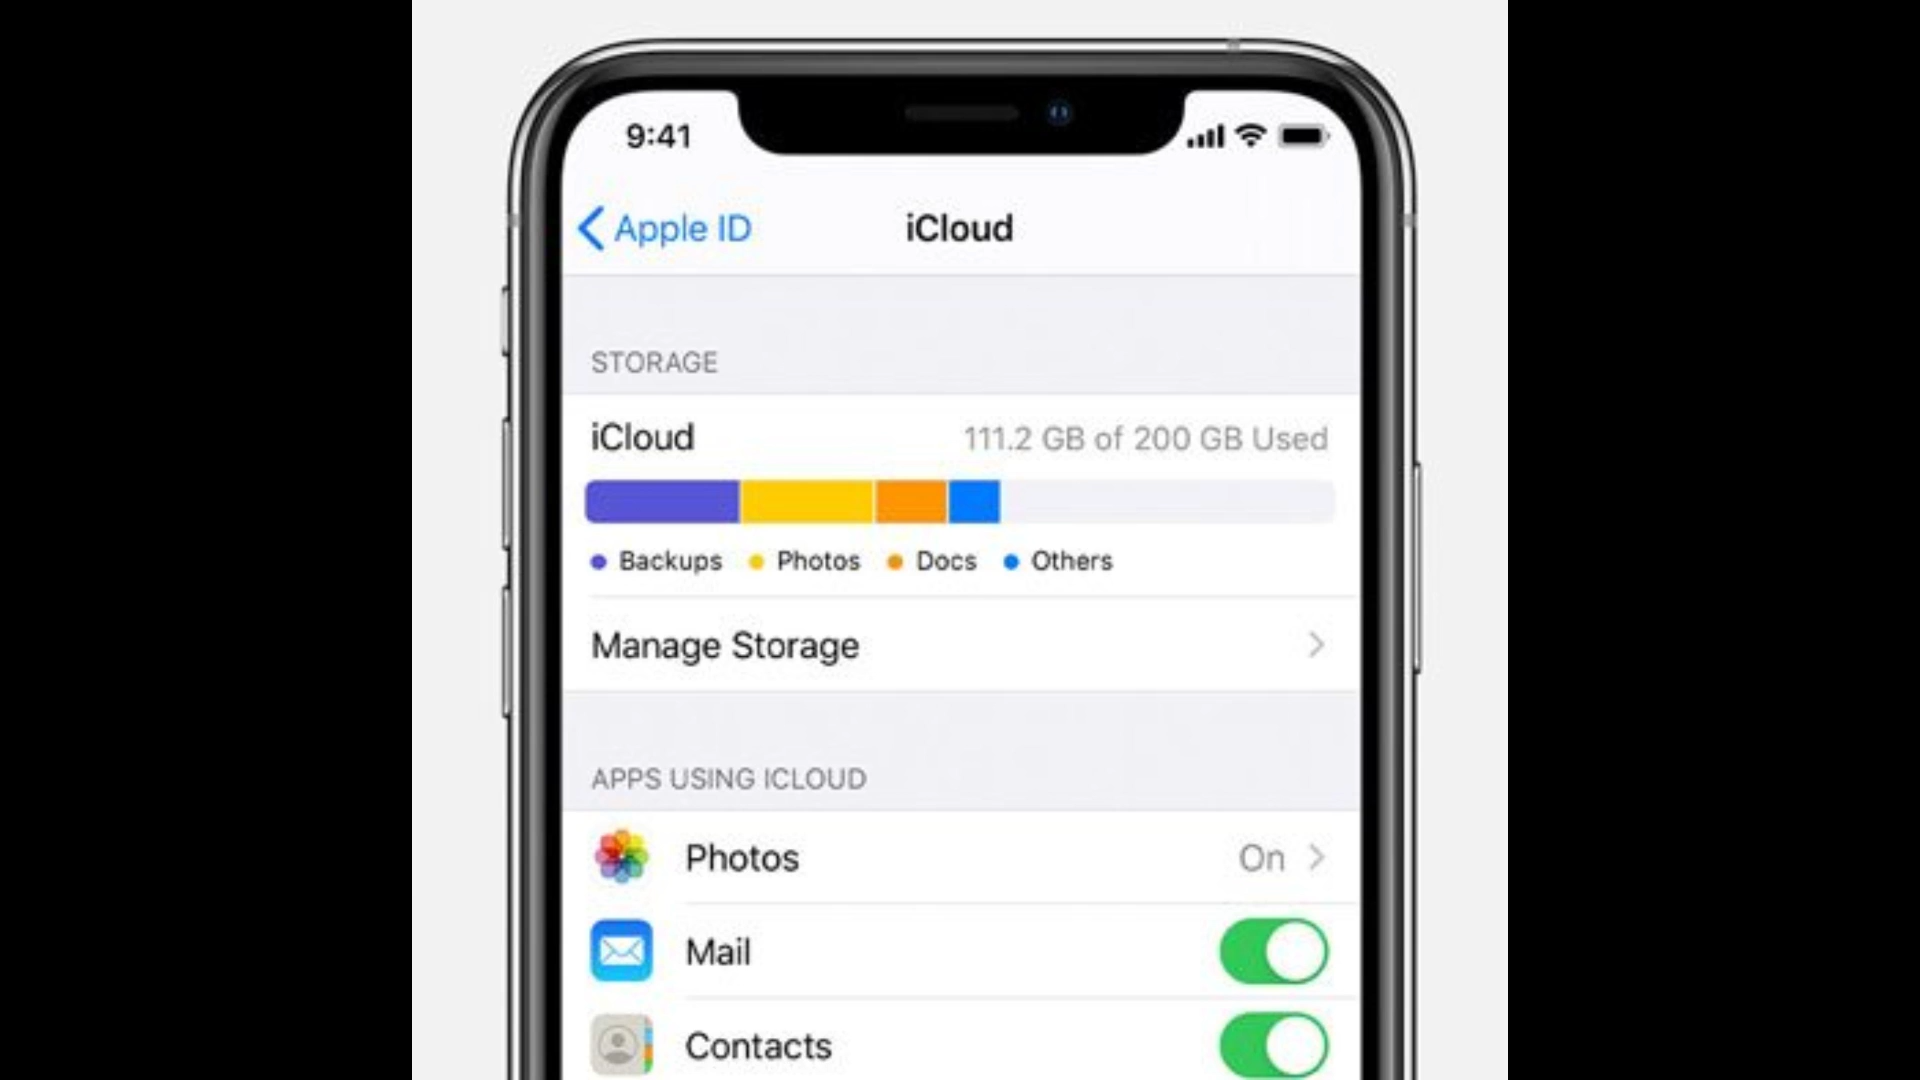 9:41
Apple ID
iCloud
STORAGE
iCloud 111.2 GB of 200 GB Used
Backups Photos Docs Others
Manage Storage
APPS USING ICLOUD
Photos On
Mail
Contacts